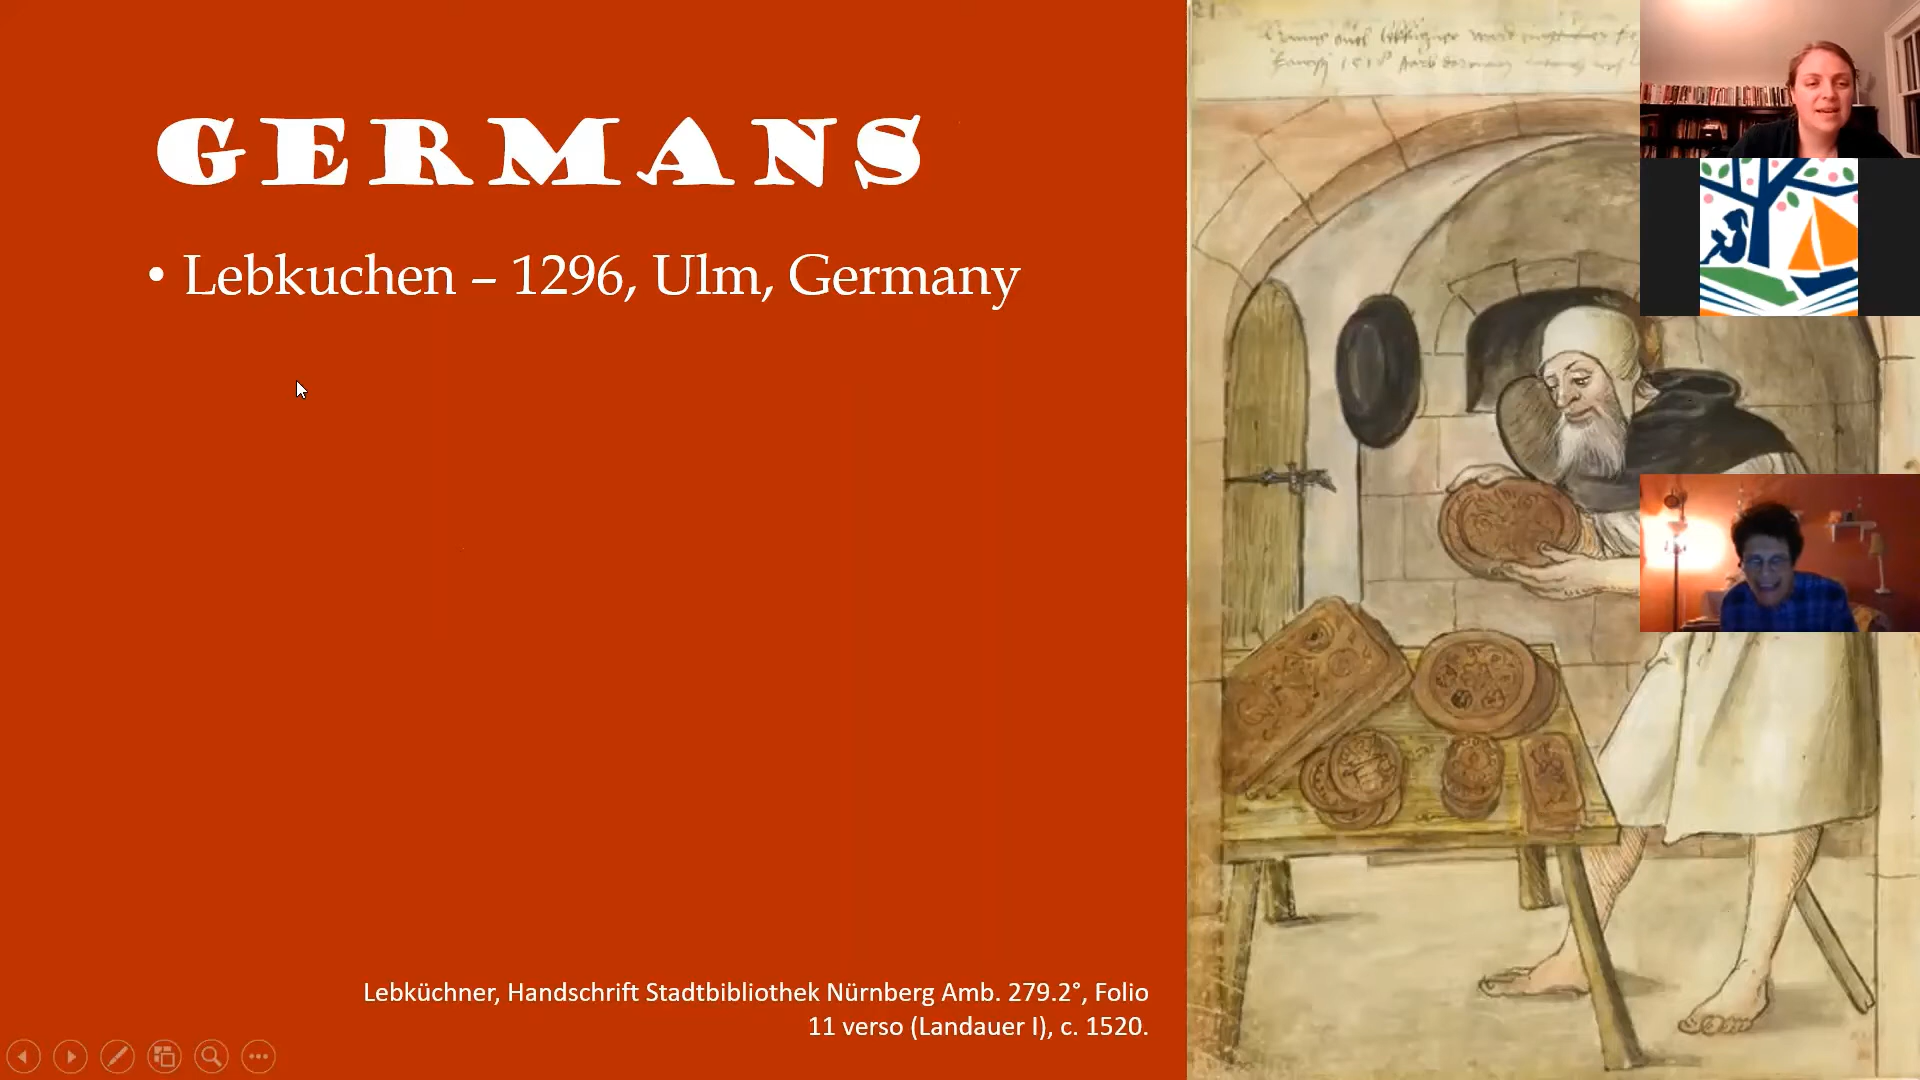 GERMANS
• Lebkuchen – 1296, Ulm, Germany
Lebküchner, Handschrift Stadtbibliothek Nürnberg Amb. 279.2°, Folio
11 verso (Landauer I), c. 1520.